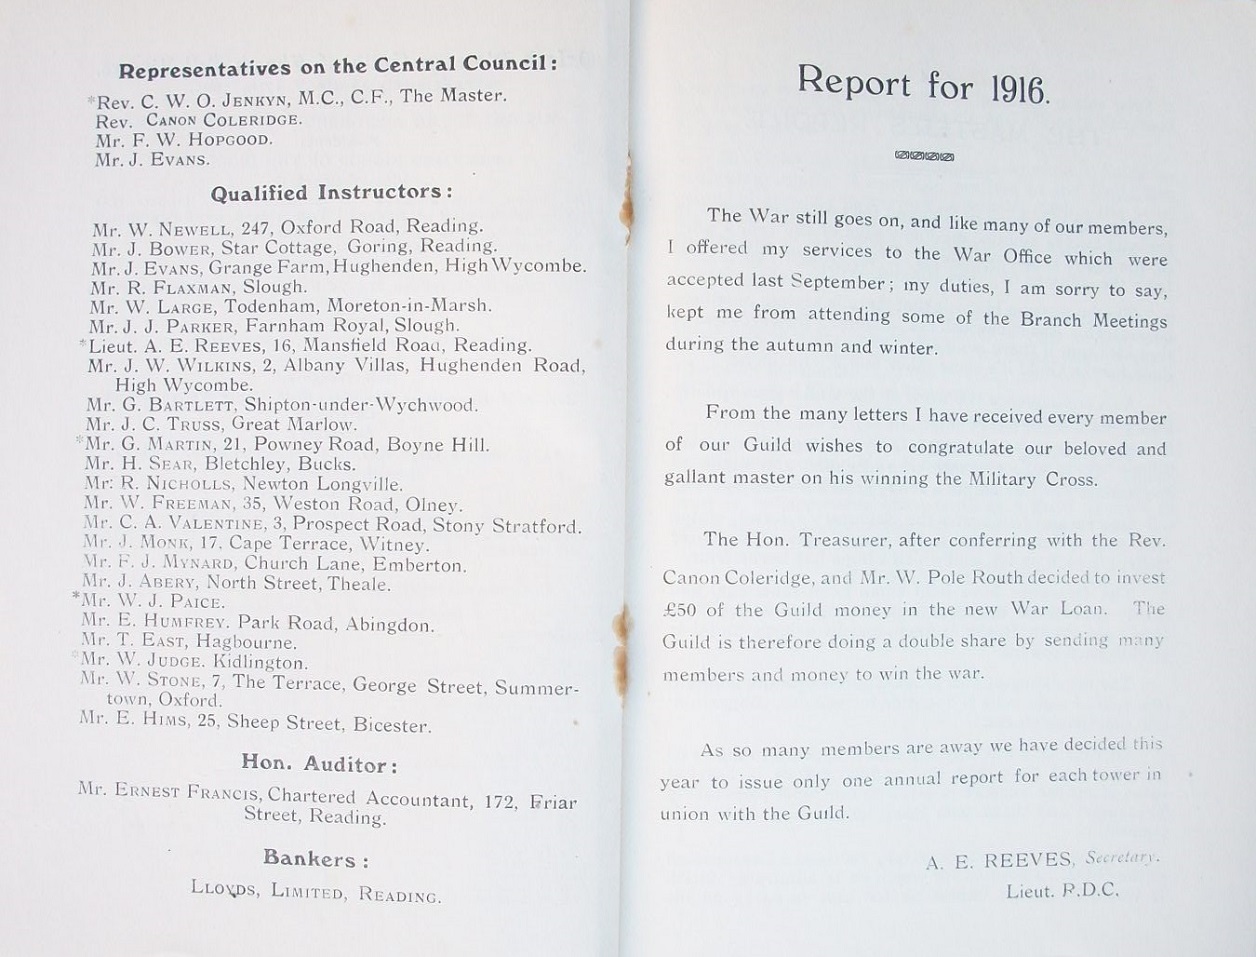 Representatives on the Central Council:
*Rev. C. W. O. JENKYN, M.C., C.F., The Master.
Rev. CANON COLERIDGE.
Mr. F. W. HOPGOOD.
Mr. J. EVANS.
Qualified Instructors:
Mr. W. NEWELL, 247, Oxford Road, Reading.
Mr. J. BOWER, Star Cottage, Goring, Reading.
Mr. J. EVANS, Grange Farm, Hughenden, High Wycombe.
Mr. R. FLAXMAN, Slough.
Mr. W. LARGE, Todenham, Moreton-in-Marsh.
Mr. J. J. PARKER, Farnham Royal, Slough.
*Lieut. A. E. REEVES, 16, Mansfield Road, Reading.
Mr. J. W. WILKINS, 2, Albany Villas, Hughenden Road,
High Wycombe.
Mr. G. BARTLETT, Shipton-under-Wychwood.
Mr. J. C. TRUSS, Great Marlow.
*Mr. G. MARTIN, 21, Powney Road, Boyne Hill.
Mr. H. SEAR, Bletchley, Bucks.
Mr. R. NICHOLLS, Newton Longville.
Mr. W. FREEMAN, 35, Weston Road, Olney.
Mr. C. A. VALENTINE, 3, Prospect Road, Stony Stratford.
Mr. J. MONK, 17, Cape Terrace, Witney.
Mr. F. J. MYNARD, Church Lane, Emberton.
Mr. J. ABERY, North Street, Theale.
*Mr. W. J. PAICE.
Mr. E. HUMFREY. Park Road, Abingdon.
Mr. T. EAST, Hagbourne.
*Mr. W. JUDGE. Kidlington.
Mr. W. STONE, 7, The Terrace, George Street, Summer-
town, Oxford.
Mr. E. HIMS, 25, Sheep Street, Bicester.
Hon. Auditor:
Mr. ERNEST FRANCIS, Chartered Accountant, 172, Friar
Street, Reading.
Bankers:
LLOYDS, LIMITED, READING.
Report for 1916.
The War still goes on, and like many of our members,
I offered my services to the War Office which were
accepted last September; my duties, I am sorry to say,
kept me from attending some of the Branch Meetings
during the autumn and winter.
From the many letters I have received every member
of our Guild wishes to congratulate our beloved and
gallant master on his winning the Military Cross.
The Hon. Treasurer, after conferring with the Rev.
Canon Coleridge, and Mr. W. Pole Routh decided to invest
£50 of the Guild money in the new War Loan. The
Guild is therefore doing a double share by sending many
members and money to win the war.
As so many members are away we have decided this
year to issue only one annual report for each tower in
union with the Guild.
A. E. REEVES, Secretary.
Lieut. R.D.C.